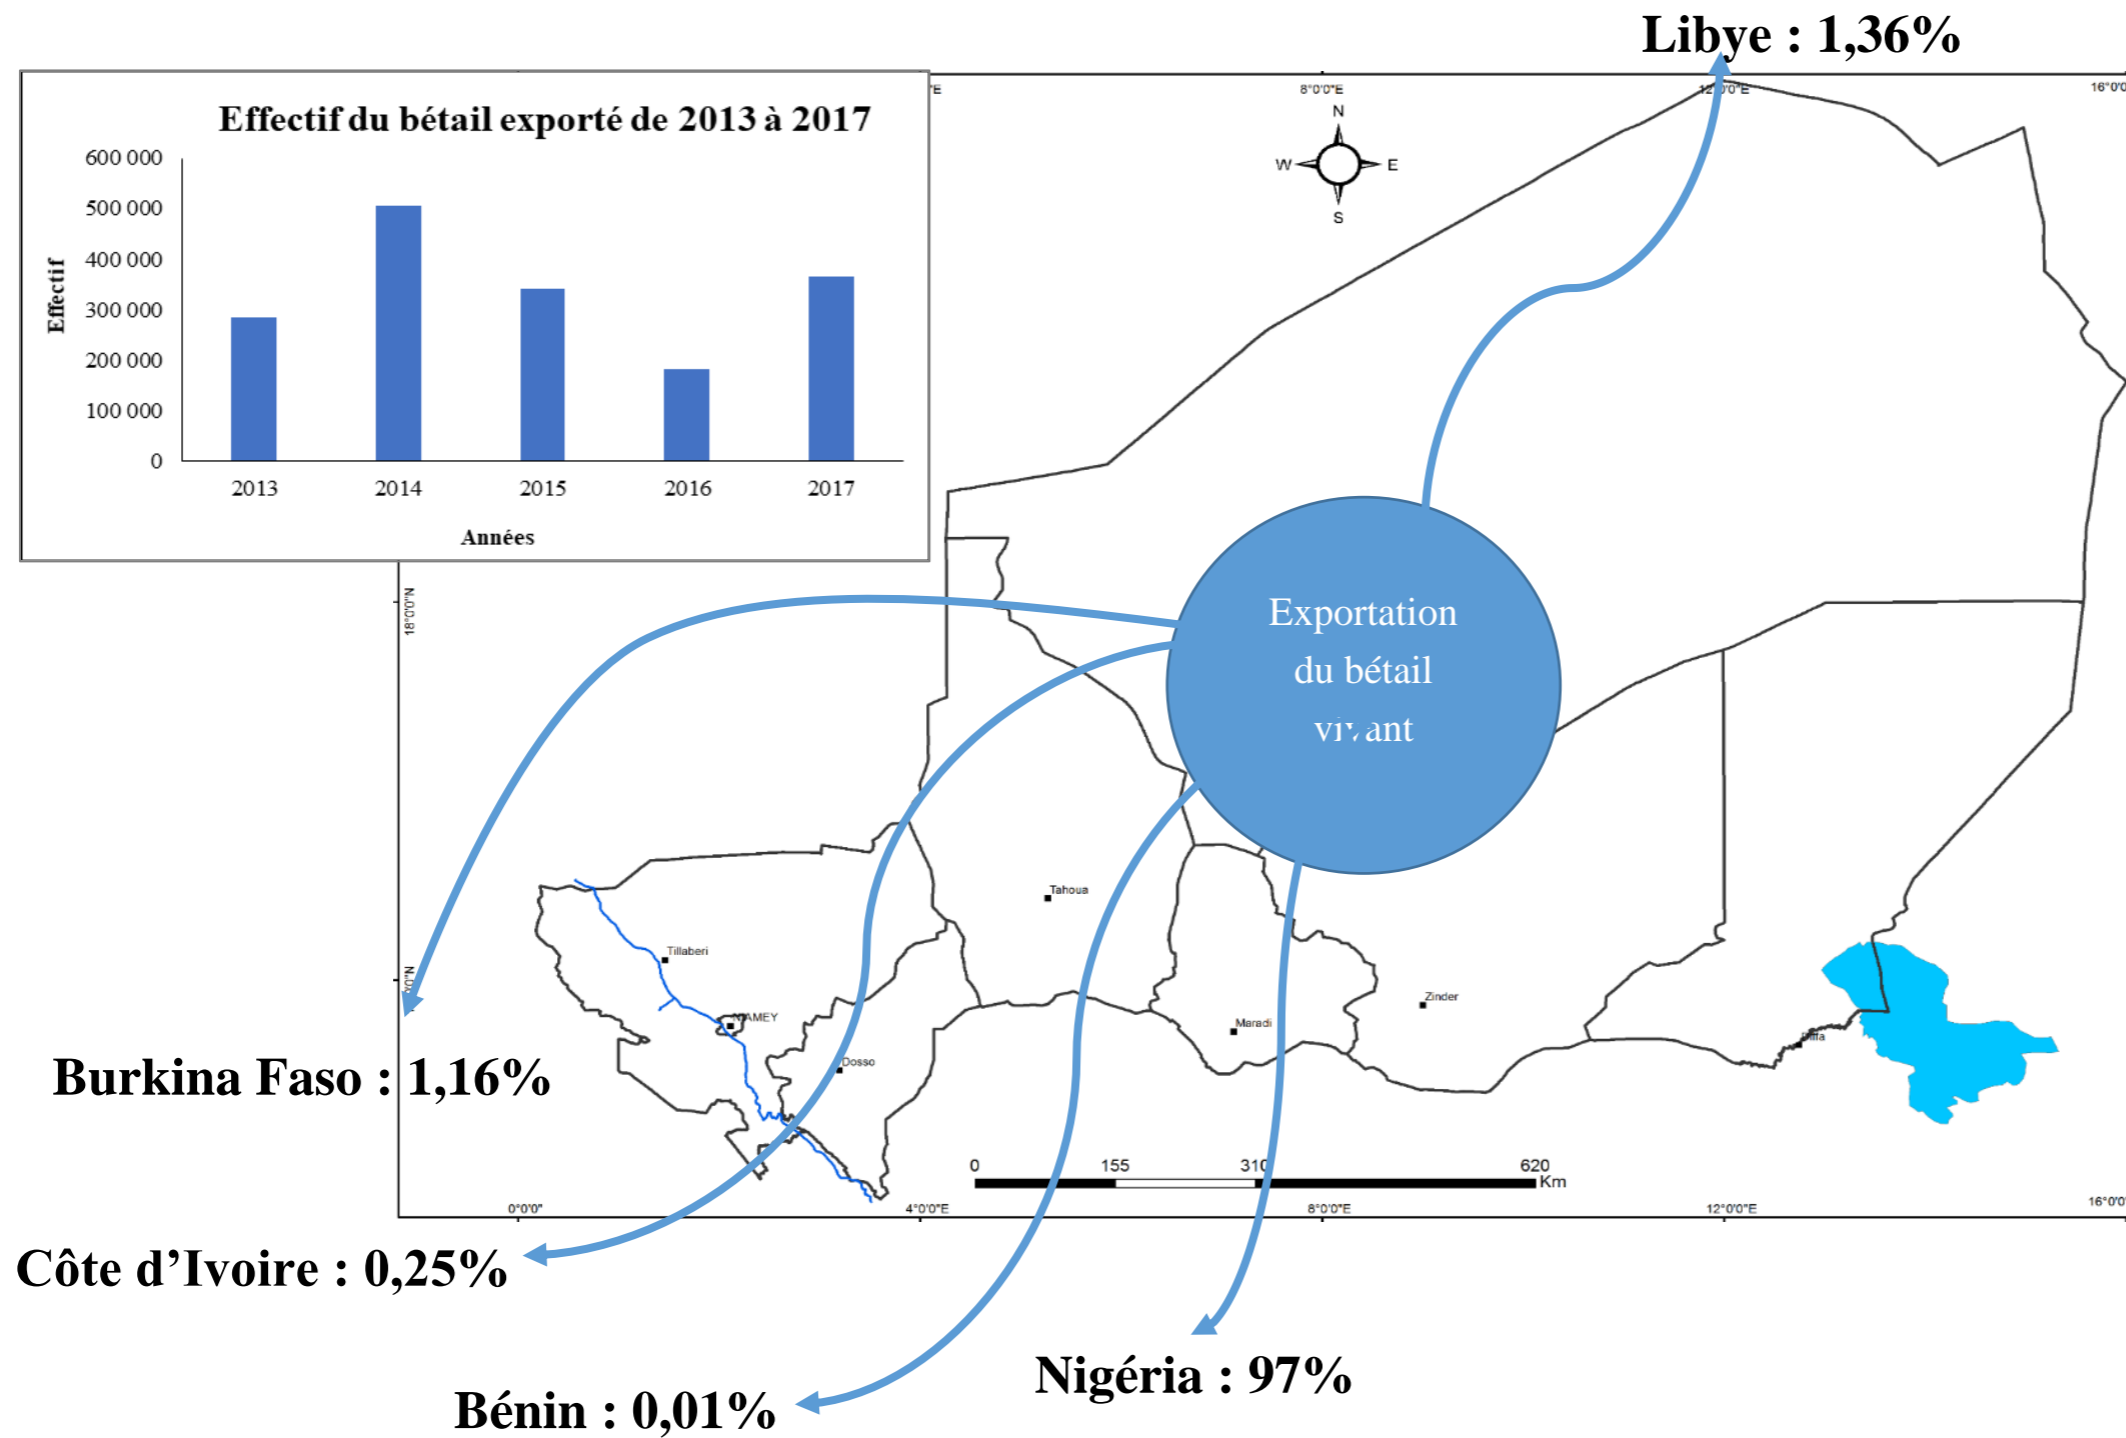 Libye : 1,36%
Effectif du bétail exporté de 2013 à 2017
600 000
500 000
400 000
300 000
200 000
100 000
0
Effectif
2013 2014 2015 2016 2017
Années
8°0'0"E
12°0'0"E
N
W E
S
18°0'0"N
Exportation
du bétail
vivant
Tahoua
Tillaberi
NIAMEY
Dosso
Maradi
Zinder
Diffa
Burkina Faso : 1,16%
0 155 310 620
Km
0°0'0" 4°0'0"E 8°0'0"E 12°0'0"E
Côte d’Ivoire : 0,25%
Nigéria : 97%
Bénin : 0,01%